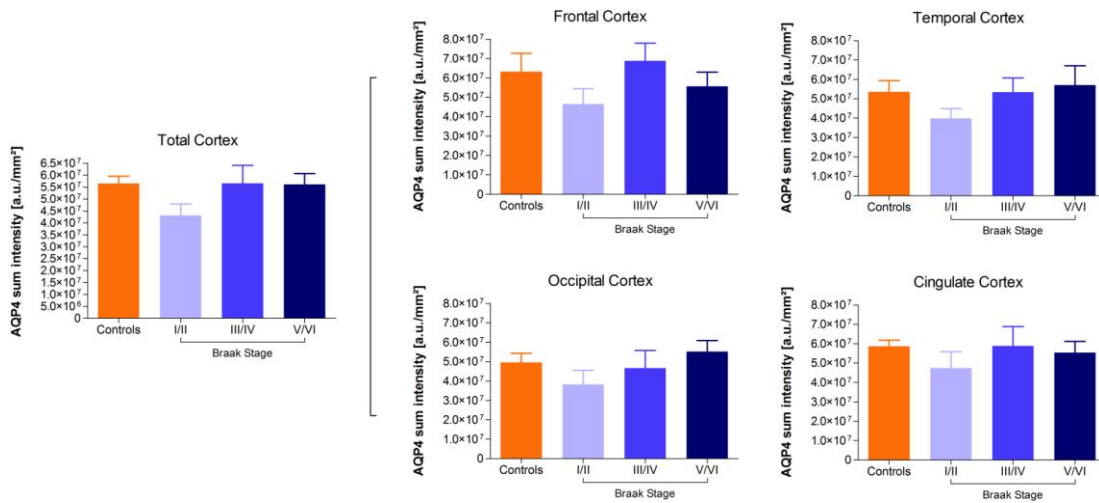 Total Cortex
AQP4 sum intensity [a.u./mm²]
6.5×10⁷
6.0×10⁷
5.5×10⁷
5.0×10⁷
4.5×10⁷
4.0×10⁷
3.5×10⁷
3.0×10⁷
2.5×10⁷
2.0×10⁷
1.5×10⁷
1.0×10⁷
5.0×10⁶
0
Controls I/II III/IV V/VI
Braak Stage
Frontal Cortex
AQP4 sum intensity [a.u./mm²]
8.0×10⁷
7.0×10⁷
6.0×10⁷
5.0×10⁷
4.0×10⁷
3.0×10⁷
2.0×10⁷
1.0×10⁷
0
Controls I/II III/IV V/VI
Braak Stage
Temporal Cortex
AQP4 sum intensity [a.u./mm²]
8.0×10⁷
7.0×10⁷
6.0×10⁷
5.0×10⁷
4.0×10⁷
3.0×10⁷
2.0×10⁷
1.0×10⁷
0
Controls I/II III/IV V/VI
Braak Stage
Occipital Cortex
AQP4 sum intensity [a.u./mm²]
8.0×10⁷
7.0×10⁷
6.0×10⁷
5.0×10⁷
4.0×10⁷
3.0×10⁷
2.0×10⁷
1.0×10⁷
0
Controls I/II III/IV V/VI
Braak Stage
Cingulate Cortex
AQP4 sum intensity [a.u./mm²]
8.0×10⁷
7.0×10⁷
6.0×10⁷
5.0×10⁷
4.0×10⁷
3.0×10⁷
2.0×10⁷
1.0×10⁷
0
Controls I/II III/IV V/VI
Braak Stage